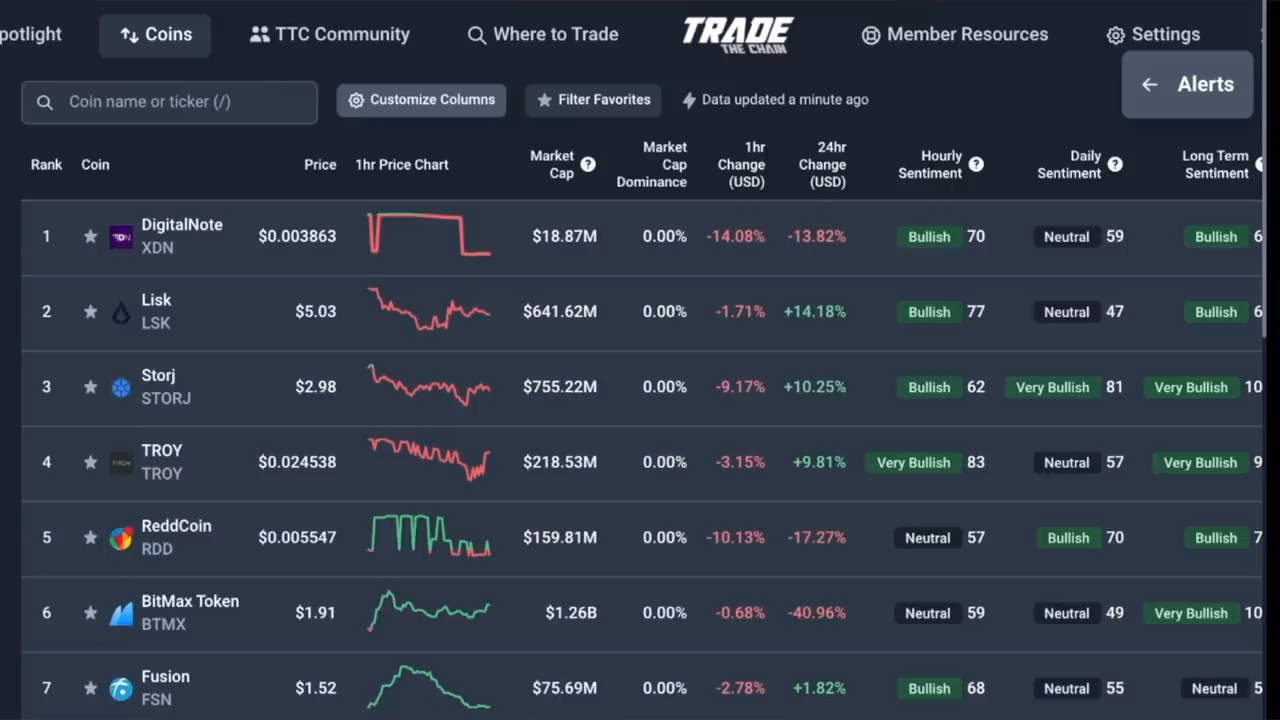 potlight
Coins
TTC Community
Where to Trade
TRADE
THE CHAIN
Member Resources
Settings
Alerts
Coin name or ticker (/)
Customize Columns
Filter Favorites
Data updated a minute ago
Rank Coin Price 1hr Price Chart
Market
Cap
Market
Cap
Dominance
1hr
Change
(USD)
24hr
Change
(USD)
Hourly
Sentiment
Daily
Sentiment
Long Term
Sentiment
1 DigitalNote $0.003863 $18.87M 0.00% -14.08% -13.82% Bullish 70 Neutral 59 Bullish 6
XDN
2 Lisk $5.03 $641.62M 0.00% -1.71% +14.18% Bullish 77 Neutral 47 Bullish 6
LSK
3 Storj $2.98 $755.22M 0.00% -9.17% +10.25% Bullish 62 Very Bullish 81 Very Bullish 10
STORJ
4 TROY $0.024538 $218.53M 0.00% -3.15% +9.81% Very Bullish 83 Neutral 57 Very Bullish 9
TROY
5 ReddCoin $0.005547 $159.81M 0.00% -10.13% -17.27% Neutral 57 Bullish 70 Bullish 7
RDD
6 BitMax Token $1.91 $1.26B 0.00% -0.68% -40.96% Neutral 59 Neutral 49 Very Bullish 10
BTMX
7 Fusion $1.52 $75.69M 0.00% -2.78% +1.82% Bullish 68 Neutral 55 Neutral 5
FSN